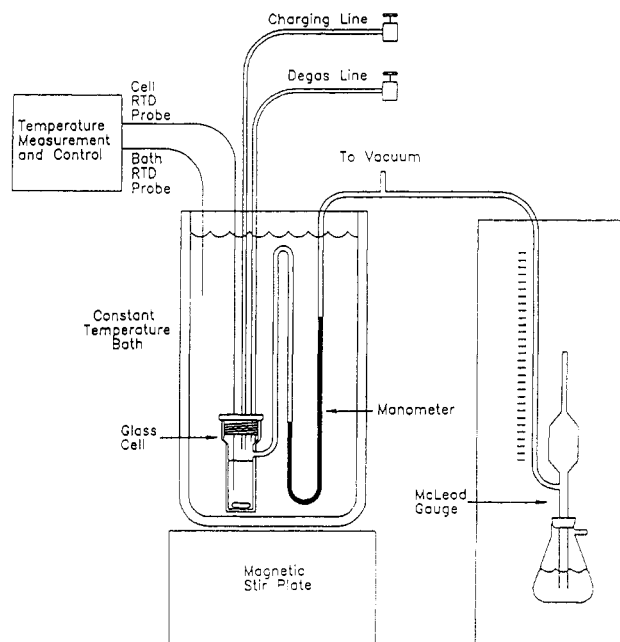 Charging Line
Degas Line
Cell
RTD
Probe
Temperature
Measurement
and Control
Bath
RTD
Probe
To Vacuum
Constant
Temperature
Bath
Manometer
Glass
Cell
McLead
Gauge
Magnetic
Stir Plate